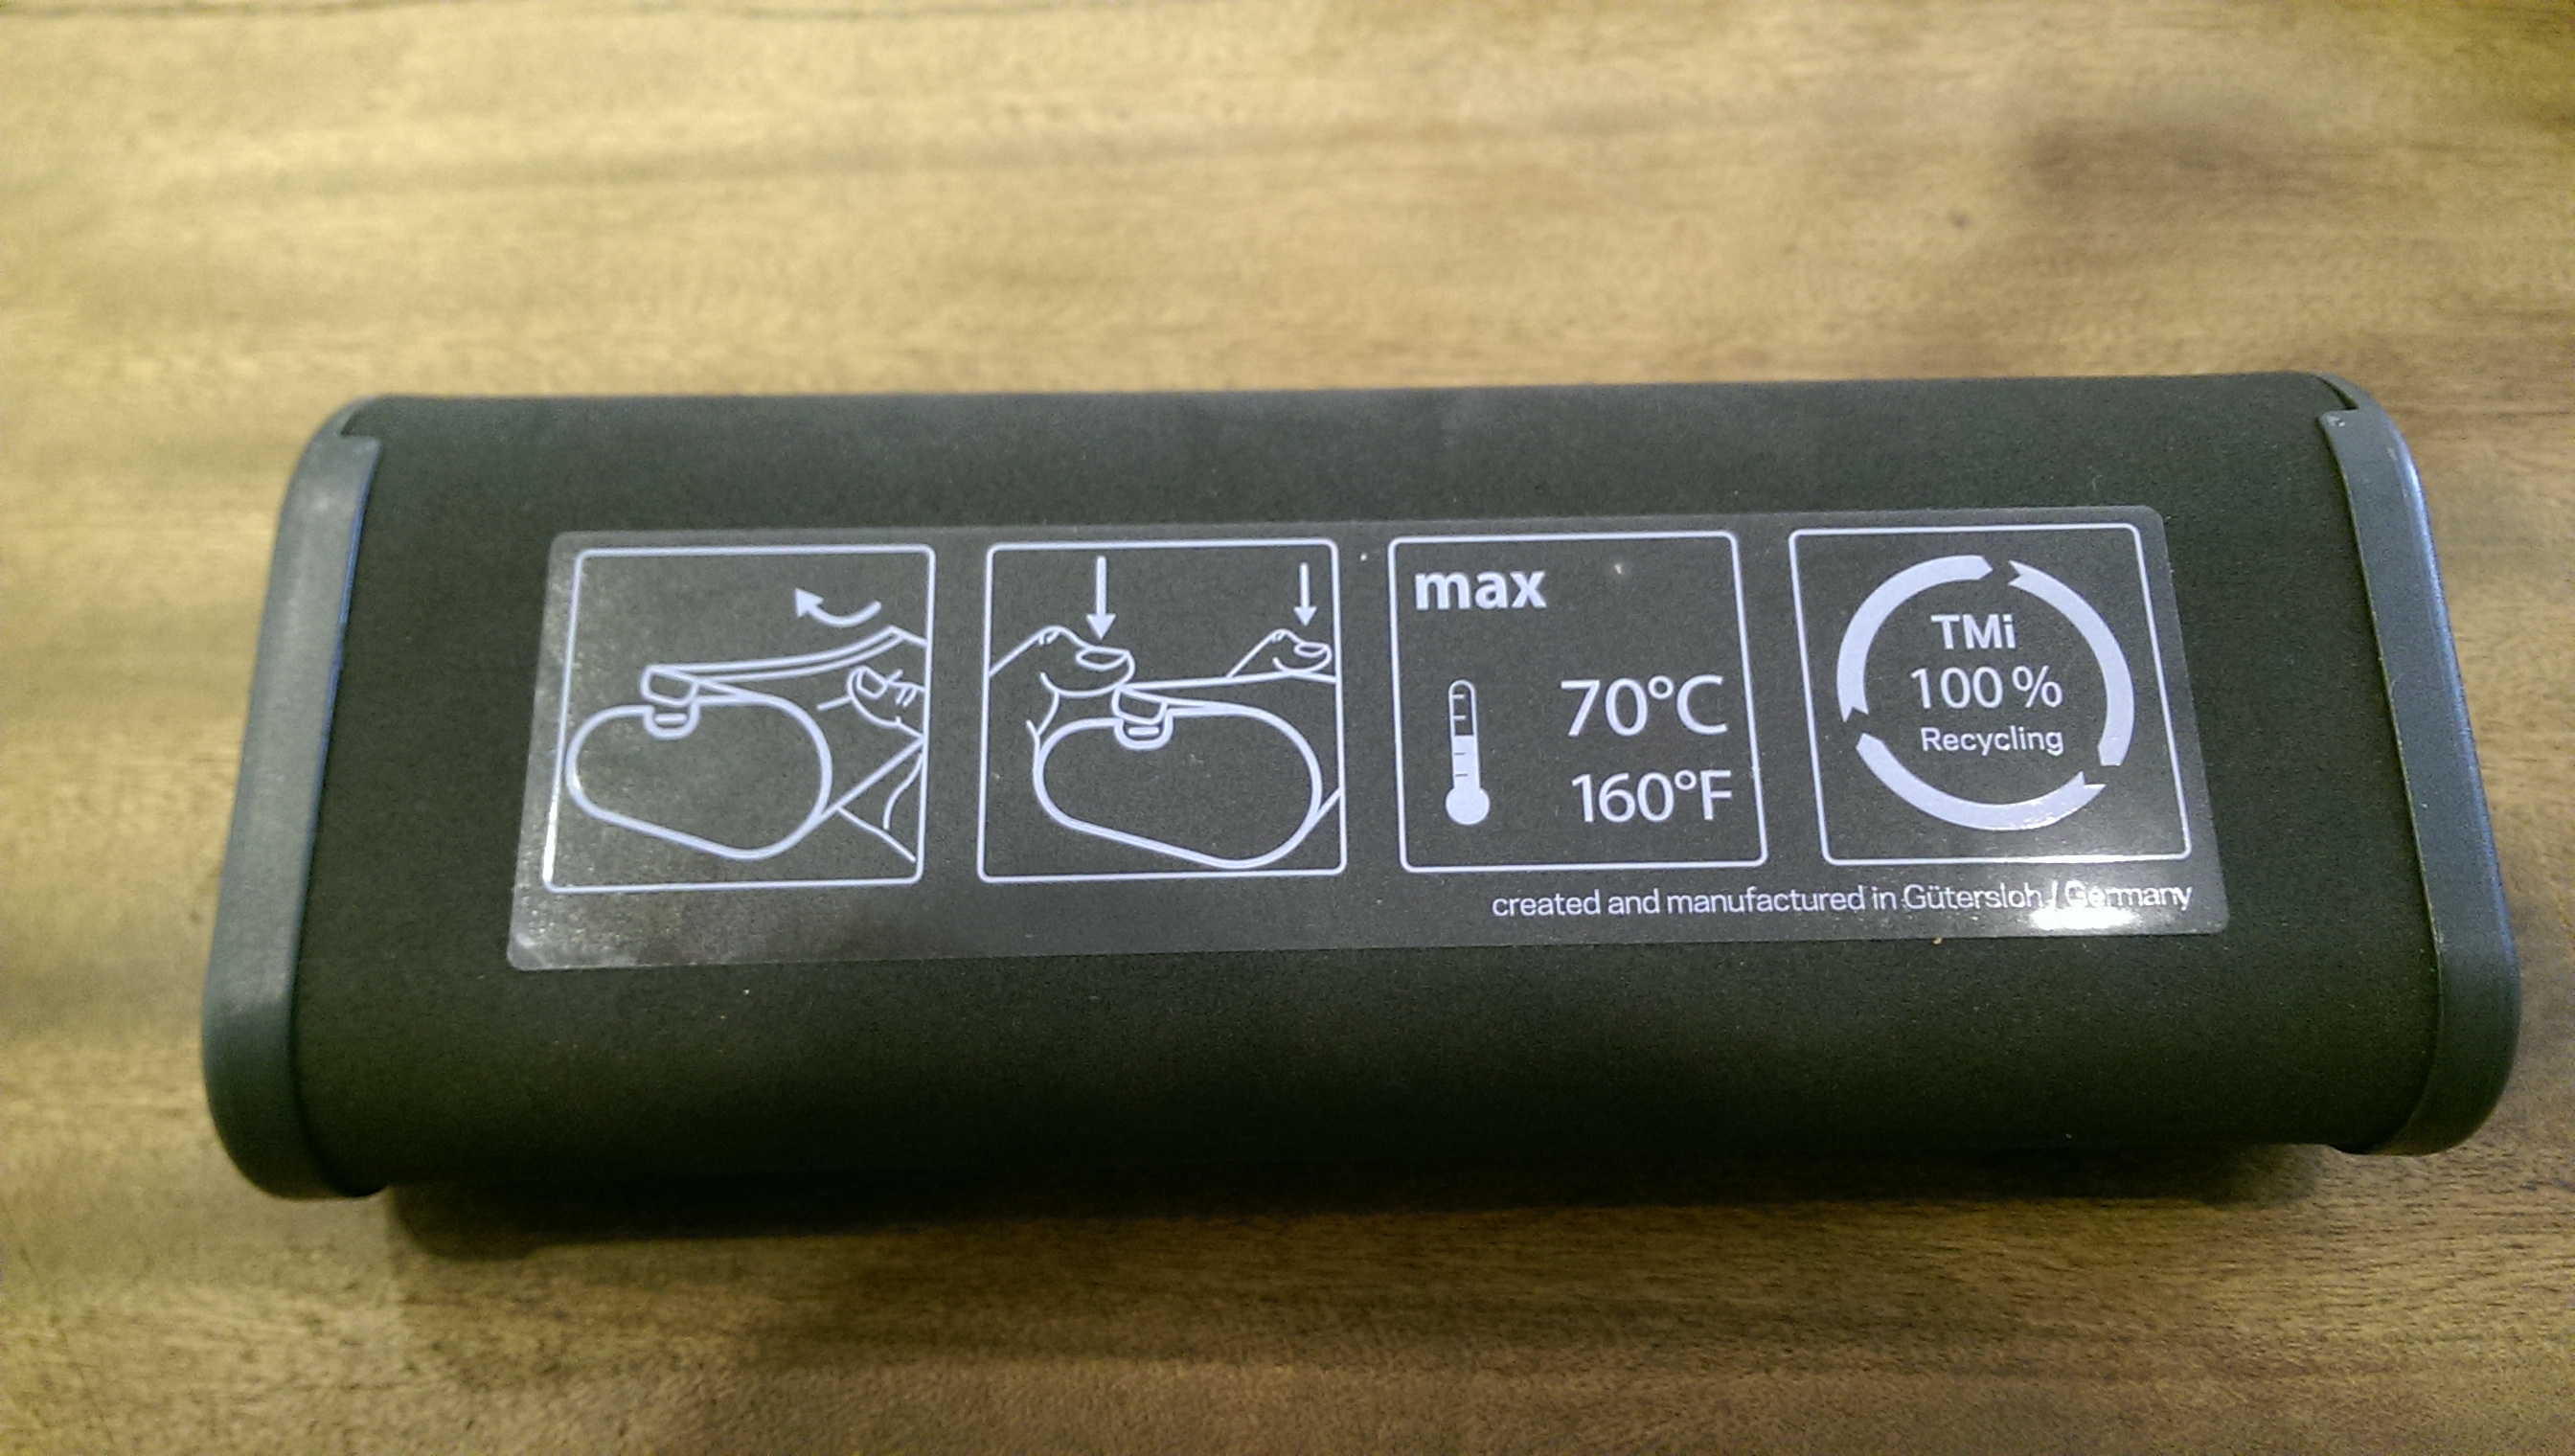 max
70°C
160°F
TMi
100 %
Recycling
created and manufactured in Gütersloh / Germany